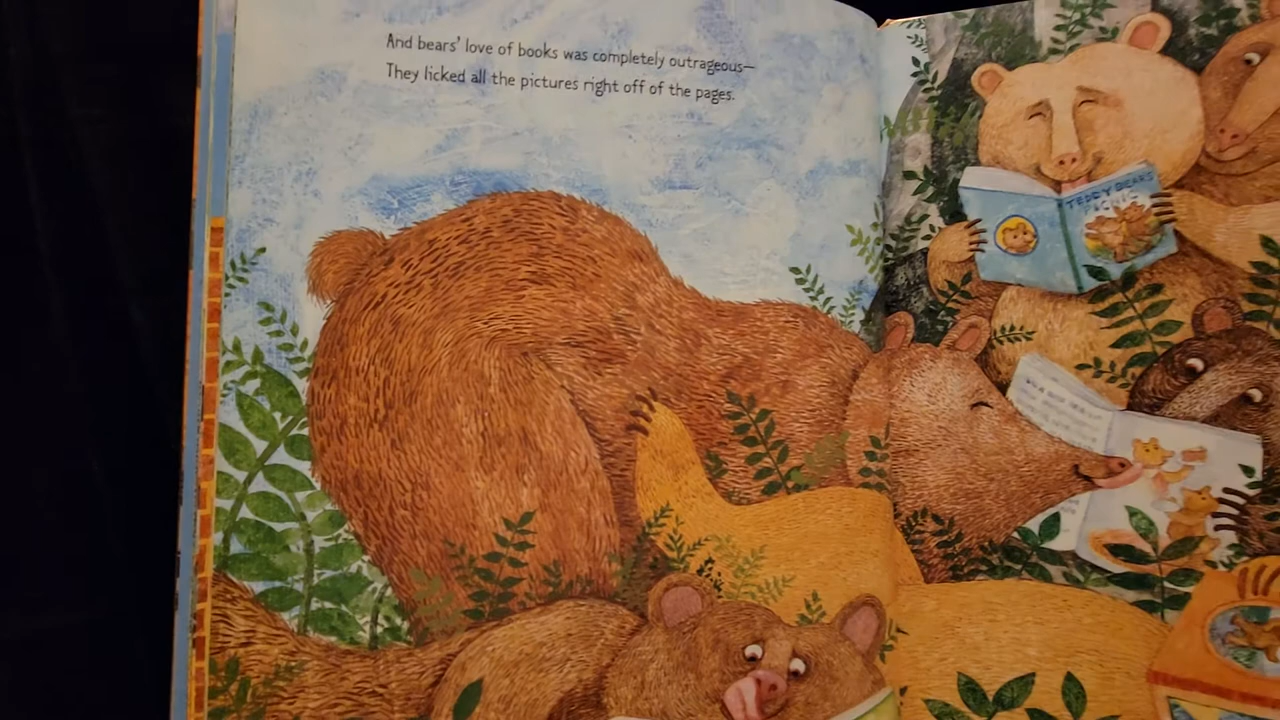 And bears' love of books was completely outrageous—
They licked all the pictures right off of the pages.
TEDDY BEARS'
PICNIC